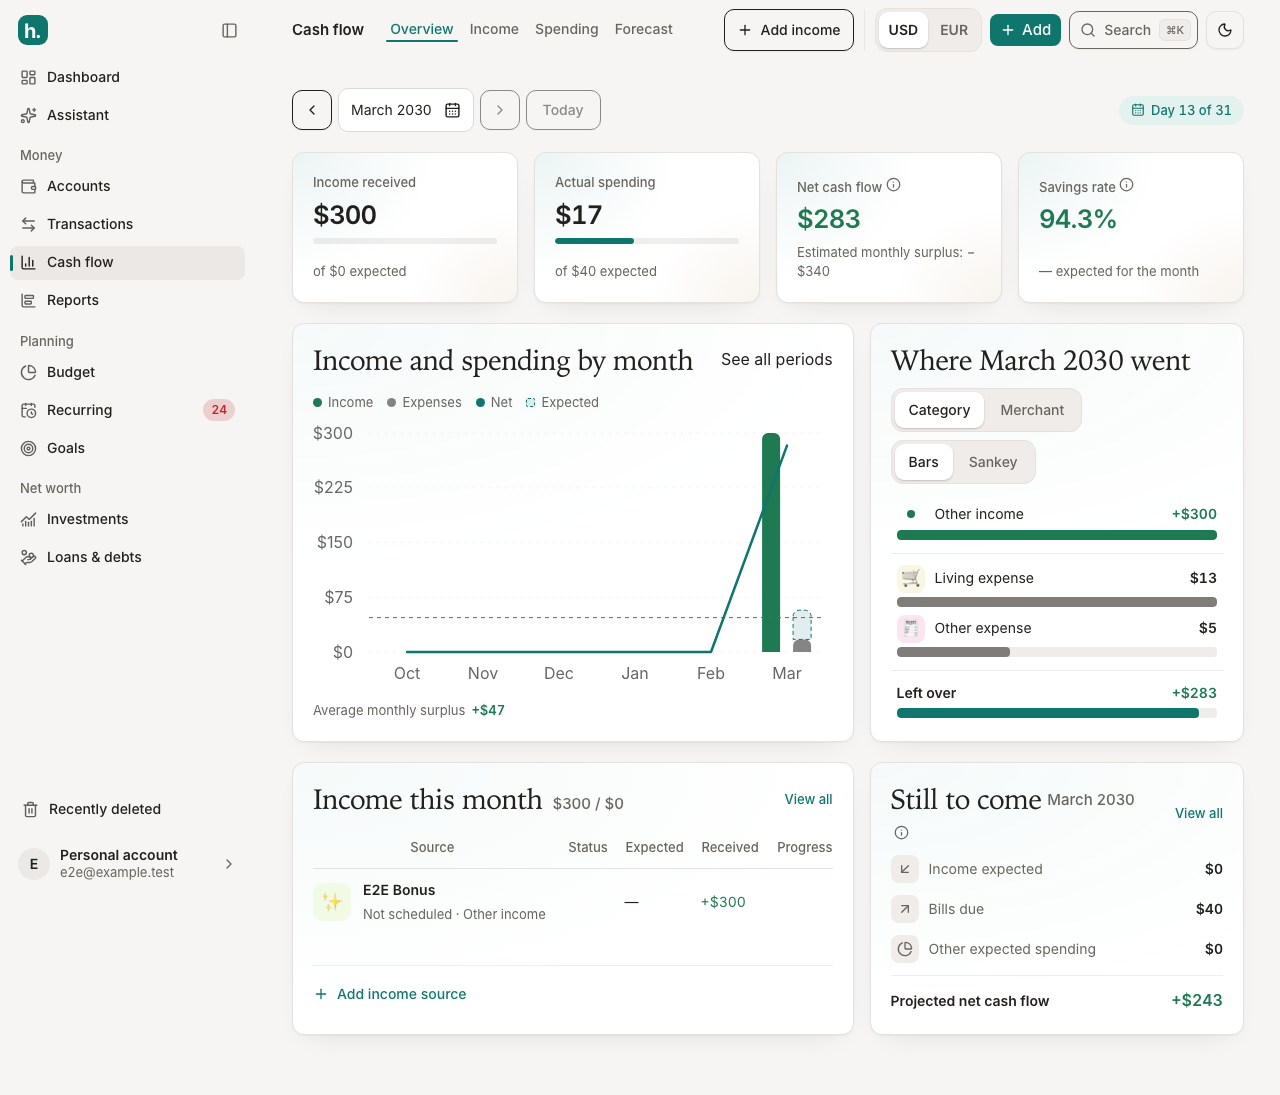 h.
Cash flow
Overview
Income
Spending
Forecast
Add income
USD
EUR
Add
Search
⌘K
Dashboard
Assistant
Money
Accounts
Transactions
Cash flow
Reports
Planning
Budget
Recurring
24
Goals
Net worth
Investments
Loans & debts
Recently deleted
E
Personal account
e2e@example.test
March 2030
Today
Day 13 of 31
Income received
$300
of $0 expected
Actual spending
$17
of $40 expected
Net cash flow
$283
Estimated monthly surplus: –
$340
Savings rate
94.3%
— expected for the month
Income and spending by month
See all periods
Income
Expenses
Net
Expected
$300
$225
$150
$75
$0
Oct
Nov
Dec
Jan
Feb
Mar
Average monthly surplus +$47
Where March 2030 went
Category
Merchant
Bars
Sankey
Other income
+$300
Living expense
$13
Other expense
$5
Left over
+$283
Income this month
$300 / $0
View all
Source
Status
Expected
Received
Progress
E2E Bonus
Not scheduled · Other income
—
+$300
Add income source
Still to come March 2030
View all
Income expected
$0
Bills due
$40
Other expected spending
$0
Projected net cash flow
+$243